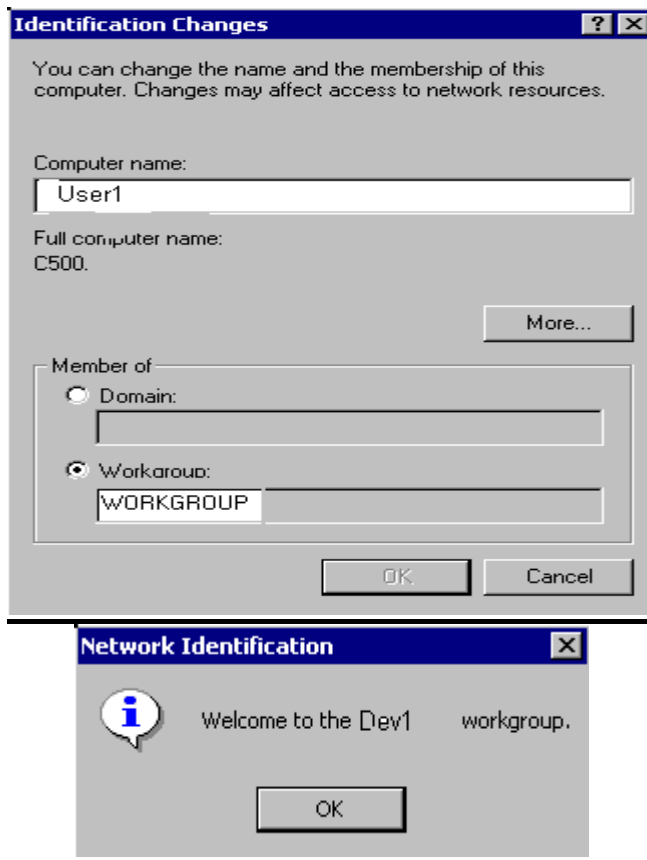 Identification Changes
You can change the name and the membership of this
computer. Changes may affect access to network resources.
Computer name:
User1
Full computer name:
C500.
More...
Member of
Domain:
Workgroup:
WORKGROUP
OK
Cancel
Network Identification
Welcome to the Dev1 workgroup.
OK